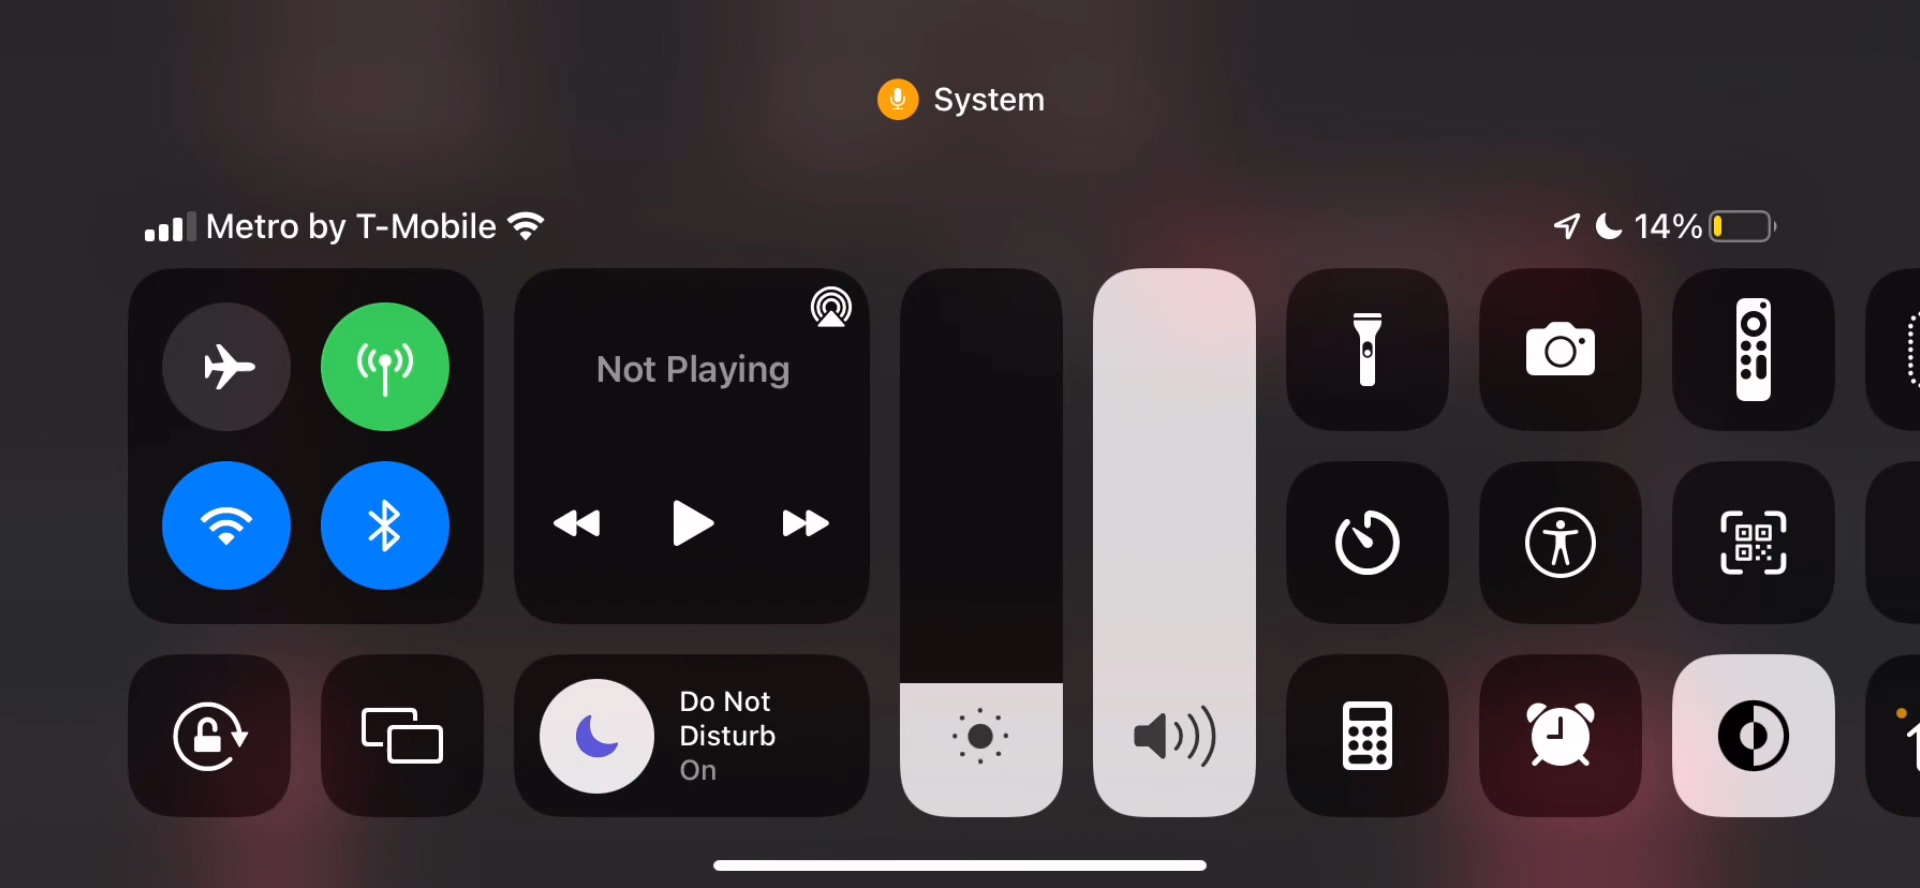 System
Metro by T-Mobile
14%
Not Playing
Do Not
Disturb
On